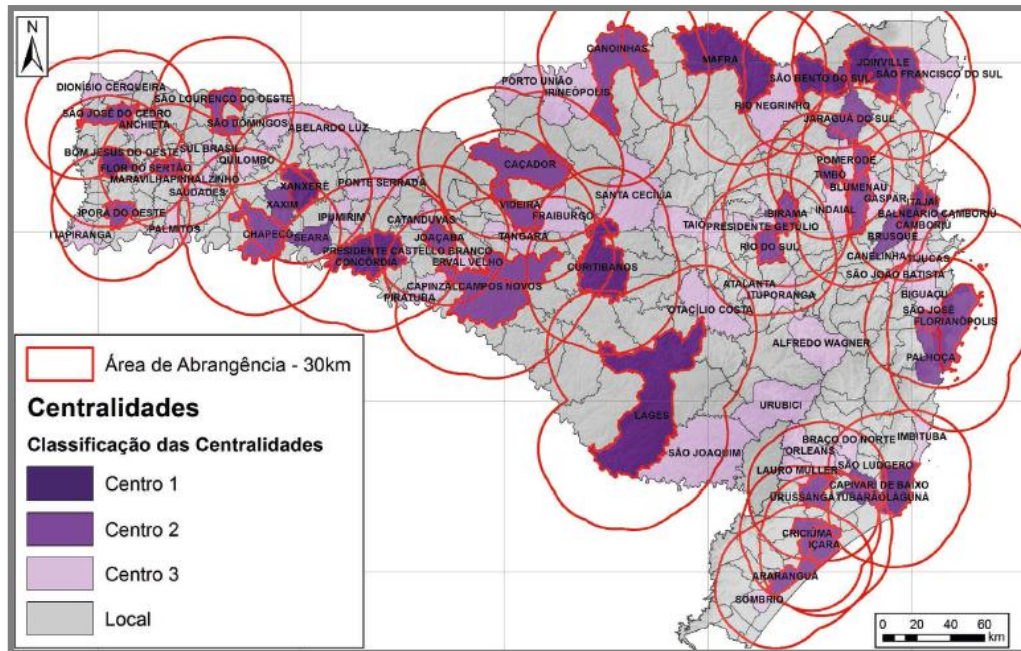 N
CANOINHAS
MAFRA
JOINVILLE
SÃO BENTO DO SUL
SÃO FRANCISCO DO SUL
PORTO UNIÃO
IRINEÓPOLIS
RIO NEGRINHO
JARAGUÁ DO SUL
DIONÍSIO CERQUEIRA
SÃO LOURENÇO DO OESTE
SÃO JOSÉ DO CEDRO
ANCHIETA
SÃO DOMINGOS
ABELARDO LUZ
BOM JESUS DO OESTE
SUL BRASIL
FLOR DO SERTÃO
QUILOMBO
MARAVILHA
PINHALZINHO
SAUDADES
XANXERÊ
PONTE SERRADA
XAXIM
CAÇADOR
SANTA CECÍLIA
VIDEIRA
FRAIBURGO
POMERODE
TIMBÓ
BLUMENAU
GASPAR
ITAJAÍ
IBIRAMA
INDAIAL
BALNEÁRIO CAMBORIÚ
CAMBORIÚ
TAIÓ
PRESIDENTE GETÚLIO
BRUSQUE
IPORÃ DO OESTE
ITAPIRANGA
PALMITOS
CHAPECÓ
SEARA
IPUMIRIM
CATANDUVAS
JOAÇABA
TANGARÁ
PRESIDENTE CASTELLO BRANCO
CONCÓRDIA
ERVAL VELHO
CURITIBANOS
RIO DO SUL
CANELINHA
TIJUCAS
SÃO JOÃO BATISTA
CAPINZAL
CAMPOS NOVOS
PIRATUBA
ATALANTA
ITUPORANGA
OTACÍLIO COSTA
BIGUAÇU
SÃO JOSÉ
FLORIANÓPOLIS
ALFREDO WAGNER
PALHOÇA
LAGES
URUBICI
SÃO JOAQUIM
BRAÇO DO NORTE
IMBITUBA
ORLEANS
LAURO MULLER
SÃO LUDGERO
CAPIVARI DE BAIXO
URUSSANGA
TUBARÃO
LAGUNA
CRICIÚMA
IÇARA
ARARANGUÁ
SOMBRIO
Área de Abrangência - 30km
Centralidades
Classificação das Centralidades
Centro 1
Centro 2
Centro 3
Local
0 20 40 60
km